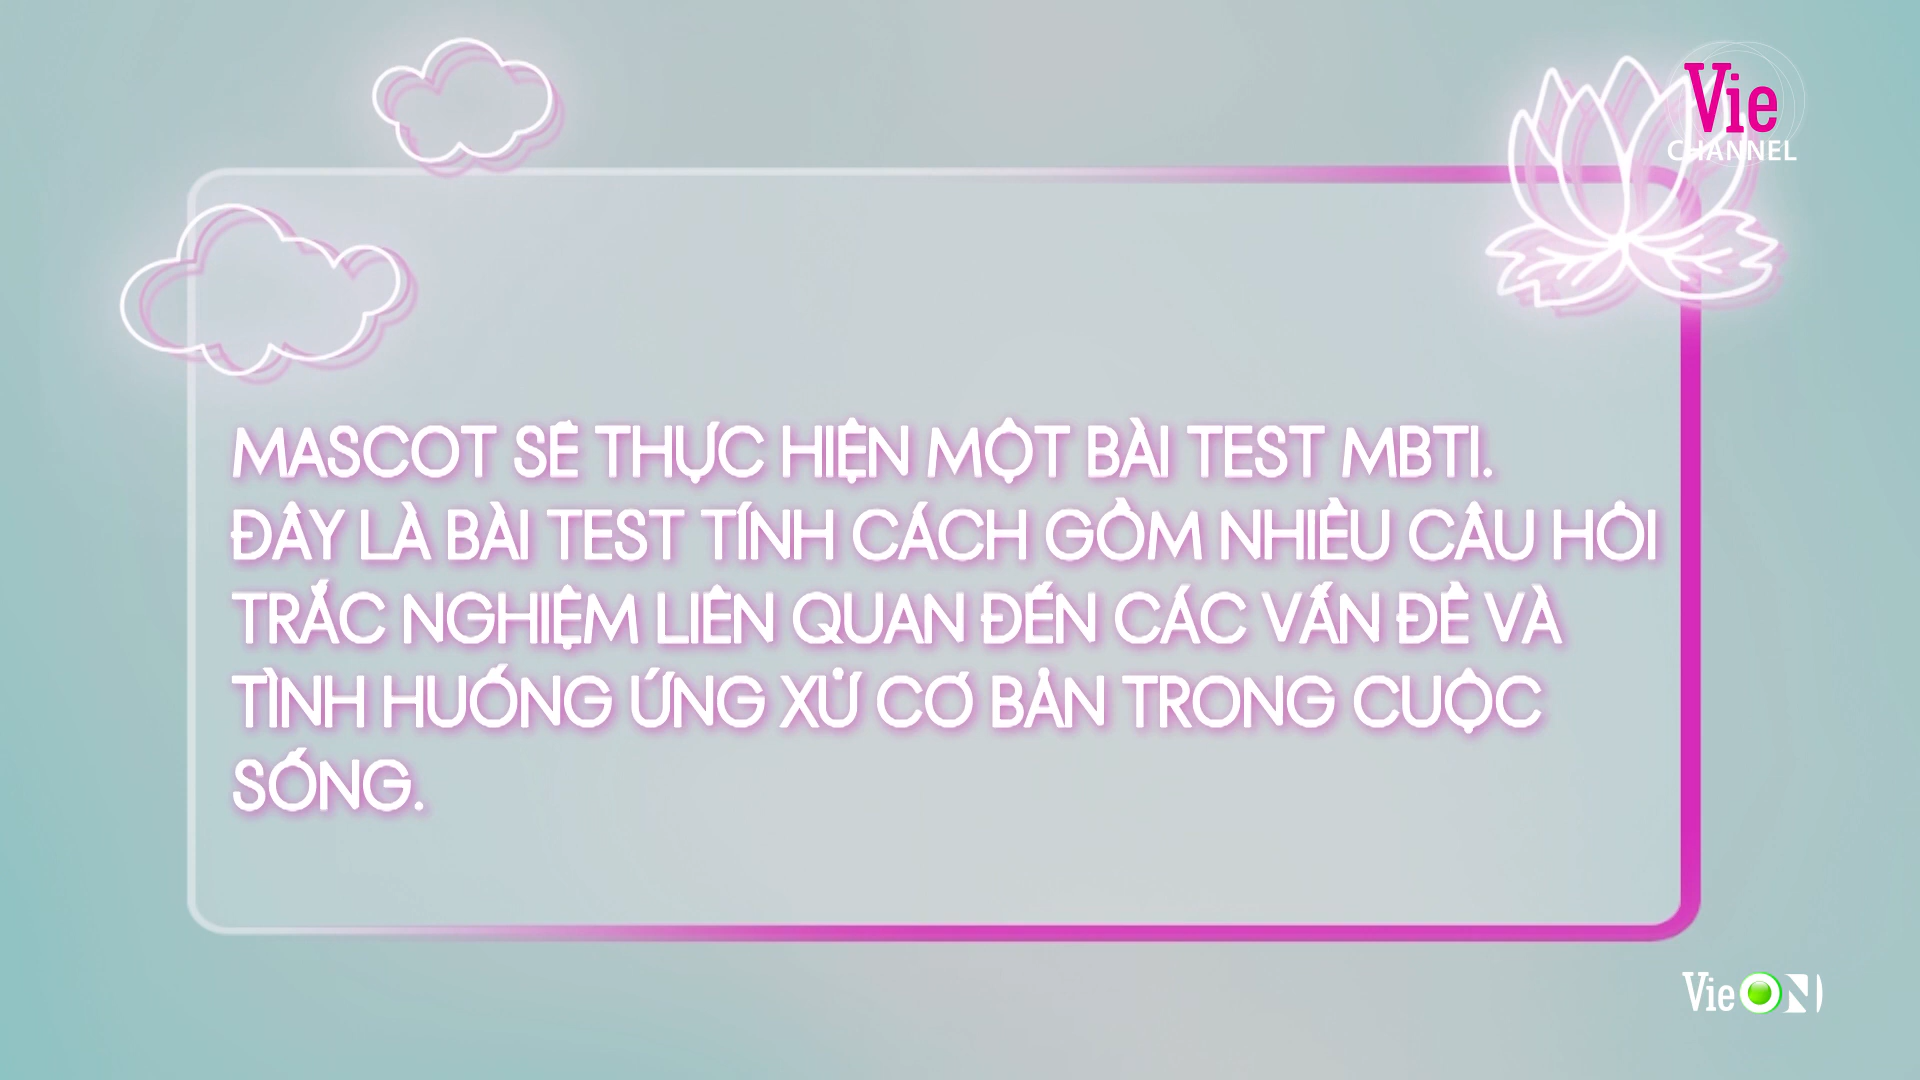 Vie
CHANNEL
MASCOT SẼ THỰC HIỆN MỘT BÀI TEST MBTI.
ĐÂY LÀ BÀI TEST TÍNH CÁCH GỒM NHIỀU CÂU HỎI
TRẮC NGHIỆM LIÊN QUAN ĐẾN CÁC VẤN ĐỀ VÀ
TÌNH HUỐNG ỨNG XỬ CƠ BẢN TRONG CUỘC
SỐNG.
VieON